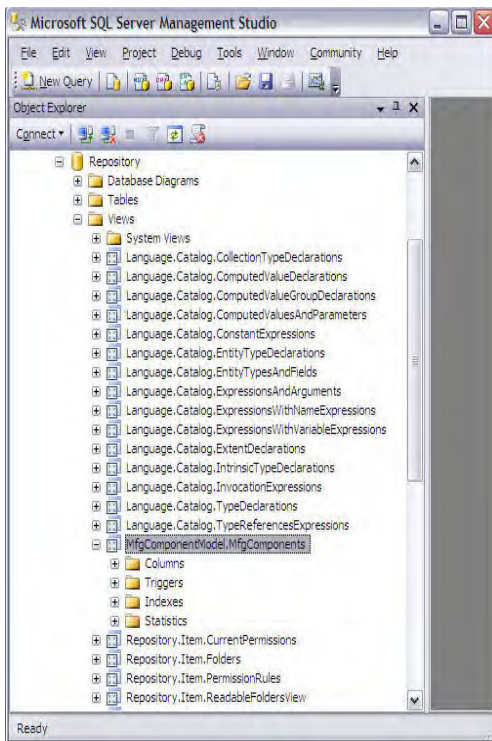 Microsoft SQL Server Management Studio
File Edit View Project Debug Tools Window Community Help
New Query
Object Explorer
Connect
Repository
Database Diagrams
Tables
Views
System Views
Language.Catalog.CollectionTypeDeclarations
Language.Catalog.ComputedValueDeclarations
Language.Catalog.ComputedValueGroupDeclarations
Language.Catalog.ComputedValuesAndParameters
Language.Catalog.ConstantExpressions
Language.Catalog.EntityTypeDeclarations
Language.Catalog.EntityTypesAndFields
Language.Catalog.ExpressionsAndArguments
Language.Catalog.ExpressionsWithNameExpressions
Language.Catalog.ExpressionsWithVariableExpressions
Language.Catalog.ExtentDeclarations
Language.Catalog.IntrinsicTypeDeclarations
Language.Catalog.InvocationExpressions
Language.Catalog.TypeDeclarations
Language.Catalog.TypeReferencesExpressions
MfgComponentModel.MfgComponents
Columns
Triggers
Indexes
Statistics
Repository.Item.CurrentPermissions
Repository.Item.Folders
Repository.Item.PermissionRules
Repository.Item.ReadableFoldersView
Ready